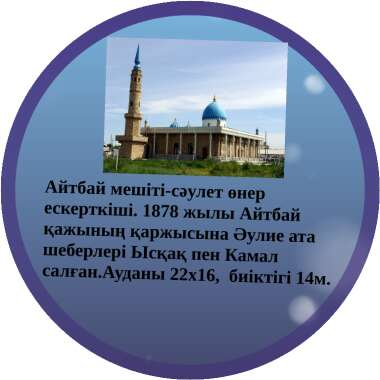 Айтбай мешіті-сәулет өнер
ескерткіші. 1878 жылы Айтбай
қажының қаржысына Әулие ата
шеберлері Ысқақ пен Камал
салған.Ауданы 22х16,  биіктігі 14м.